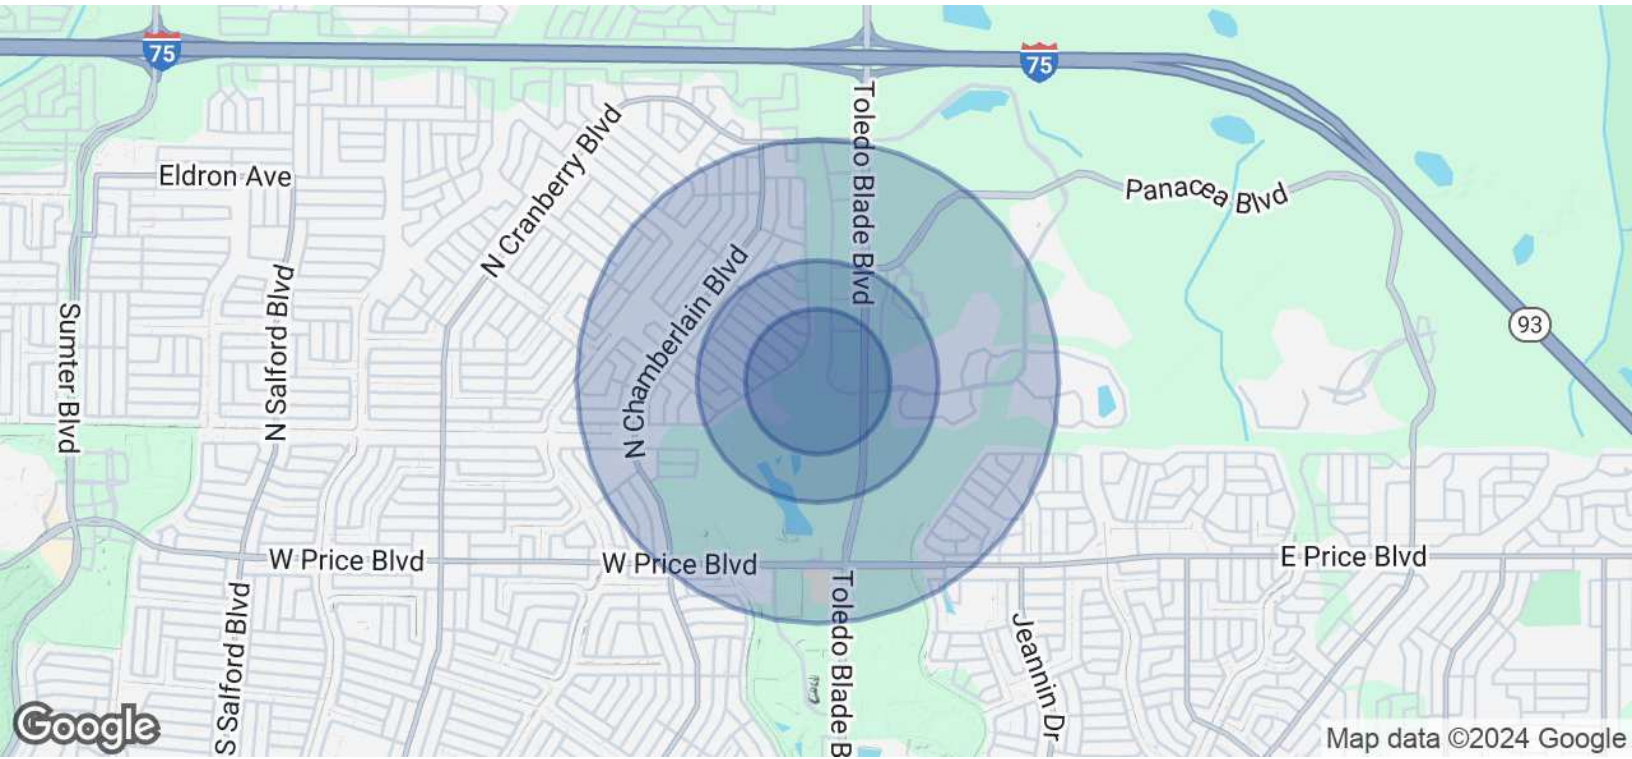 75
75
Toledo Blade Blvd
N Cranberry Blvd
Eldron Ave
Panacea Blvd
N Chamberlain Blvd
N Salford Blvd
Sumter Blvd
93
W Price Blvd
W Price Blvd
E Price Blvd
Toledo Blade B
S Salford Blvd
Jeannin Dr
Google
Map data ©2024 Google